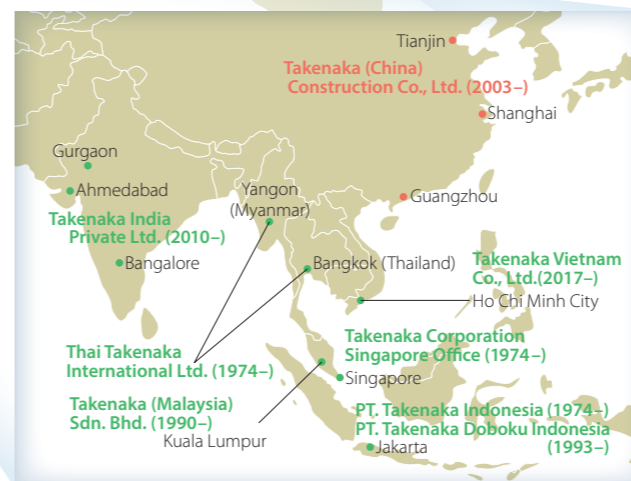 Tianjin
Takenaka (China)
Construction Co., Ltd. (2003–)
Shanghai
Gurgaon
Ahmedabad
Yangon
(Myanmar)
Guangzhou
Takenaka India
Private Ltd. (2010–)
Bangalore
Bangkok (Thailand)
Takenaka Vietnam
Co., Ltd.(2017–)
Ho Chi Minh City
Thai Takenaka
International Ltd. (1974–)
Takenaka Corporation
Singapore Office (1974–)
Singapore
Takenaka (Malaysia)
Sdn. Bhd. (1990–)
Kuala Lumpur
PT. Takenaka Indonesia (1974–)
PT. Takenaka Doboku Indonesia
(1993–)
Jakarta